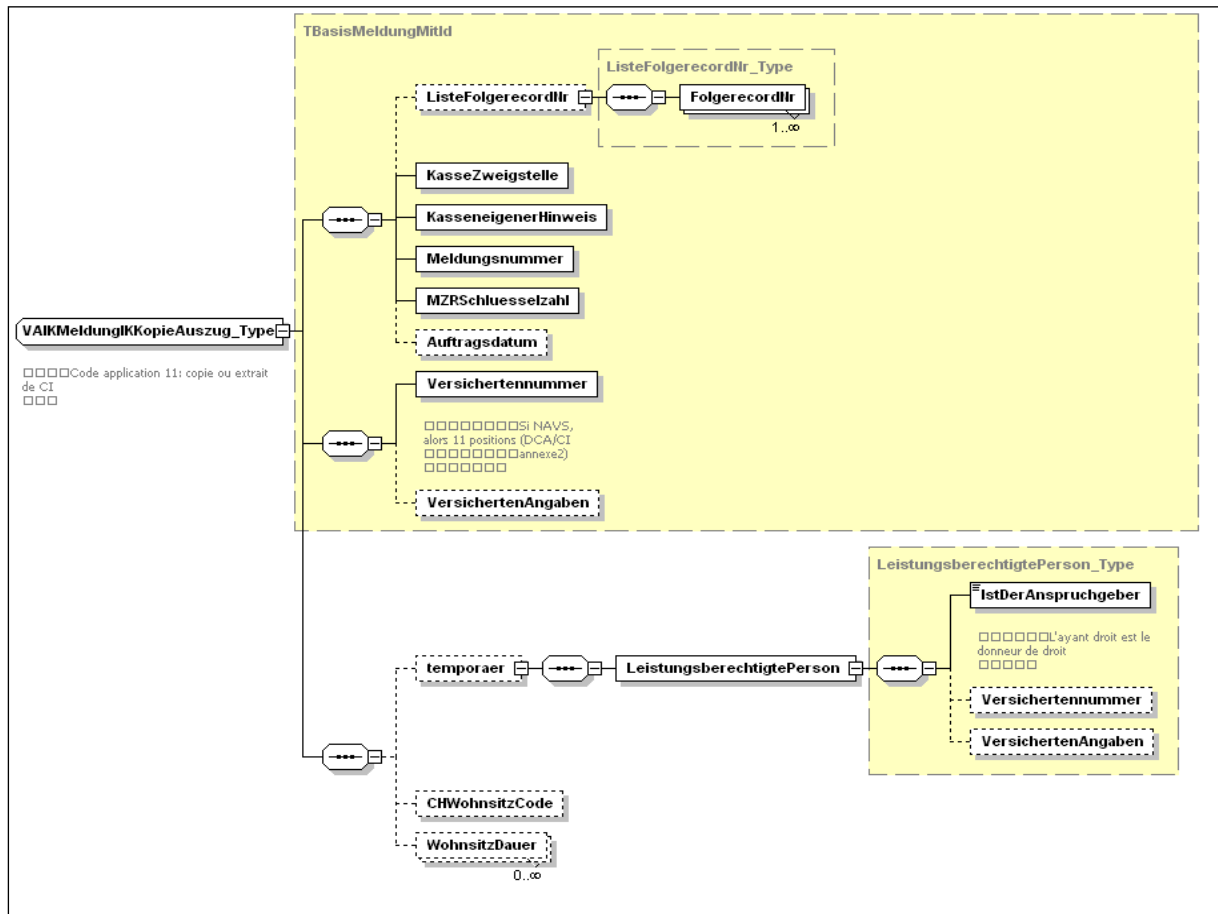 TBasisMeldungMitId
ListeFolgerecordNr_Type
ListeFolgerecordNr
FolgerecordNr
1..∞
KasseZweigstelle
KasseneigenerHinweis
Meldungsnummer
MZRSchluesselzahl
Auftragsdatum
VAIKMeldungIKKopieAuszug_Type
□□□□Code application 11: copie ou extrait
de CI
□□□
Versichertennummer
□□□□□□□□Si NAVS,
alors 11 positions (DCA/CI
□□□□□□□□annexe2)
□□□□□□□
VersichertenAngaben
LeistungsberechtigtePerson_Type
IstDerAnspruchgeber
□□□□□□L'ayant droit est le
donneur de droit
□□□□□
temporaer
LeistungsberechtigtePerson
Versichertennummer
VersichertenAngaben
CHWohnsitzCode
WohnsitzDauer
0..∞